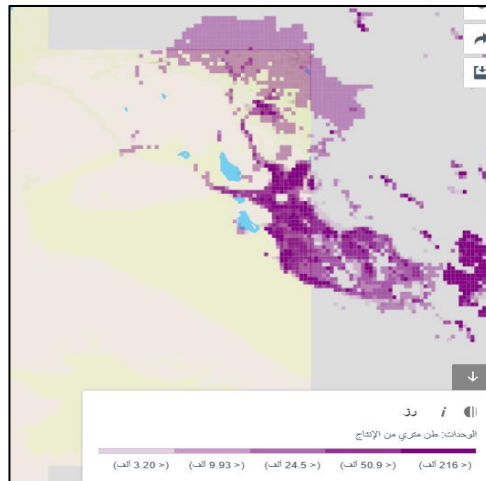 الوحدات: طن متري من الإنتاج
(< 3.20 ألف) (< 9.93 ألف) (< 24.5 ألف) (< 50.9 ألف) (< 216 ألف)